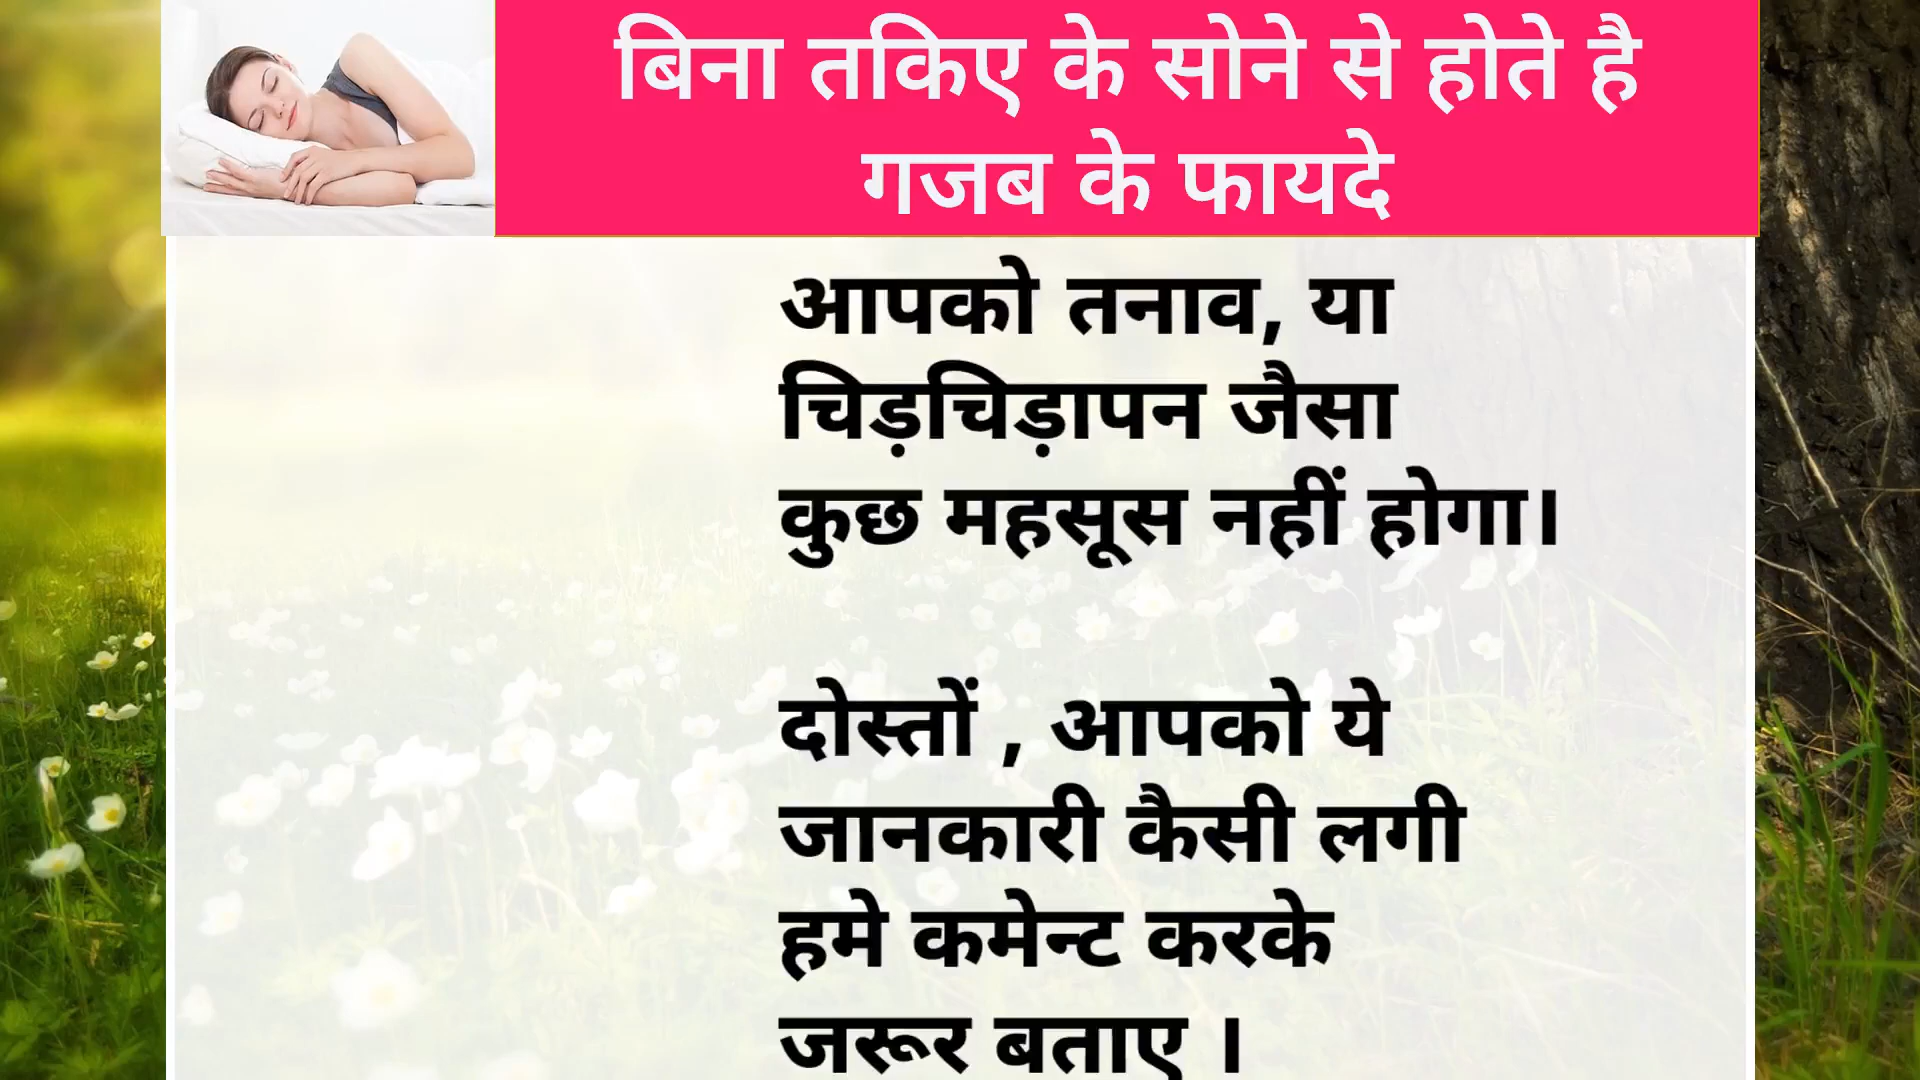 बिना तकिए के सोने से होते है
गजब के फायदे
आपको तनाव, या
चिड़चिड़ापन जैसा
कुछ महसूस नहीं होगा।
दोस्तों , आपको ये
जानकारी कैसी लगी
हमे कमेन्ट करके
जरूर बताए ।